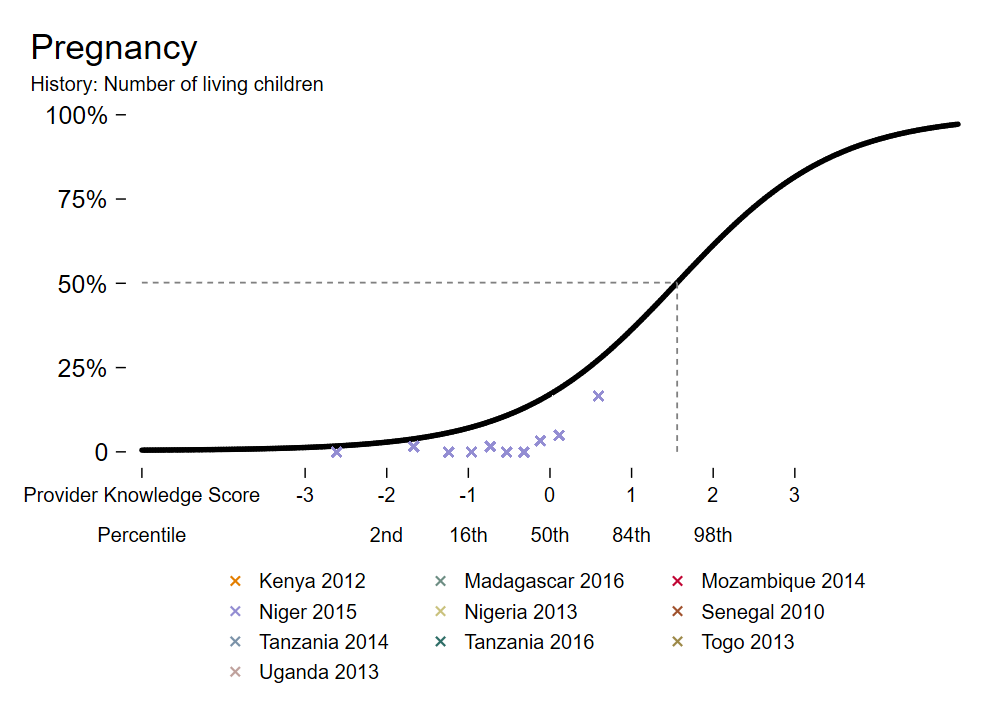 Pregnancy
History: Number of living children
100%
75%
50%
25%
0
Provider Knowledge Score -3 -2 -1 0 1 2 3
Percentile 2nd 16th 50th 84th 98th
Kenya 2012 Madagascar 2016 Mozambique 2014
Niger 2015 Nigeria 2013 Senegal 2010
Tanzania 2014 Tanzania 2016 Togo 2013
Uganda 2013